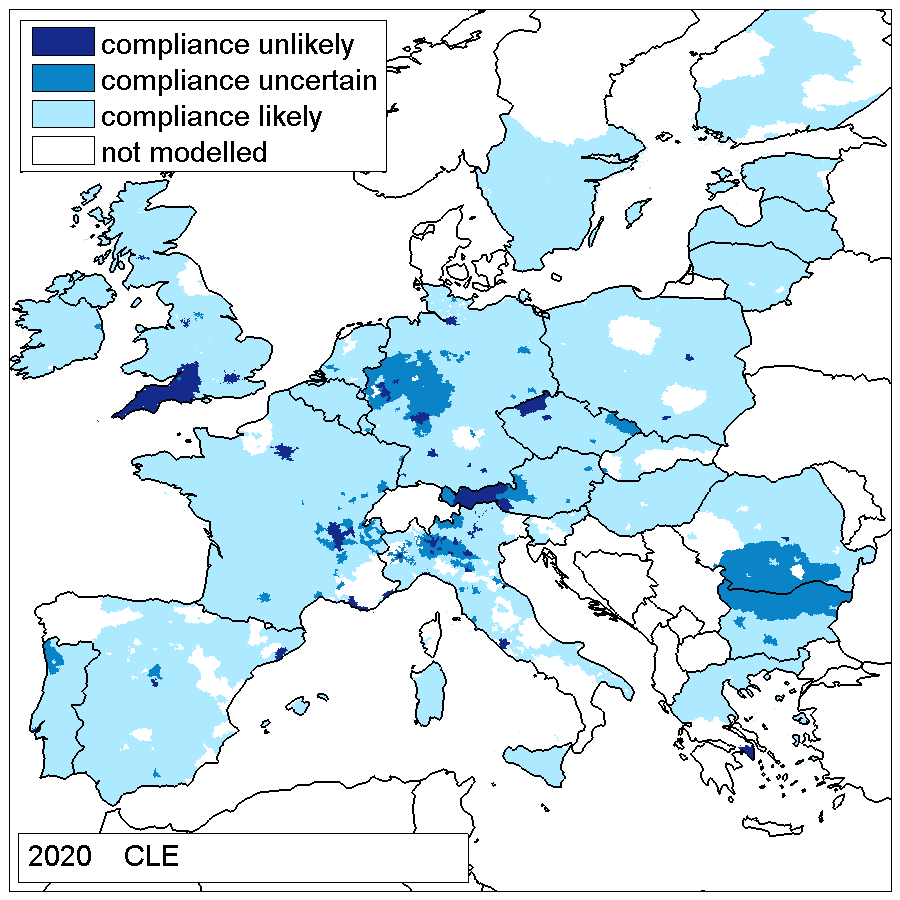 compliance unlikely
compliance uncertain
compliance likely
not modelled
2020 CLE